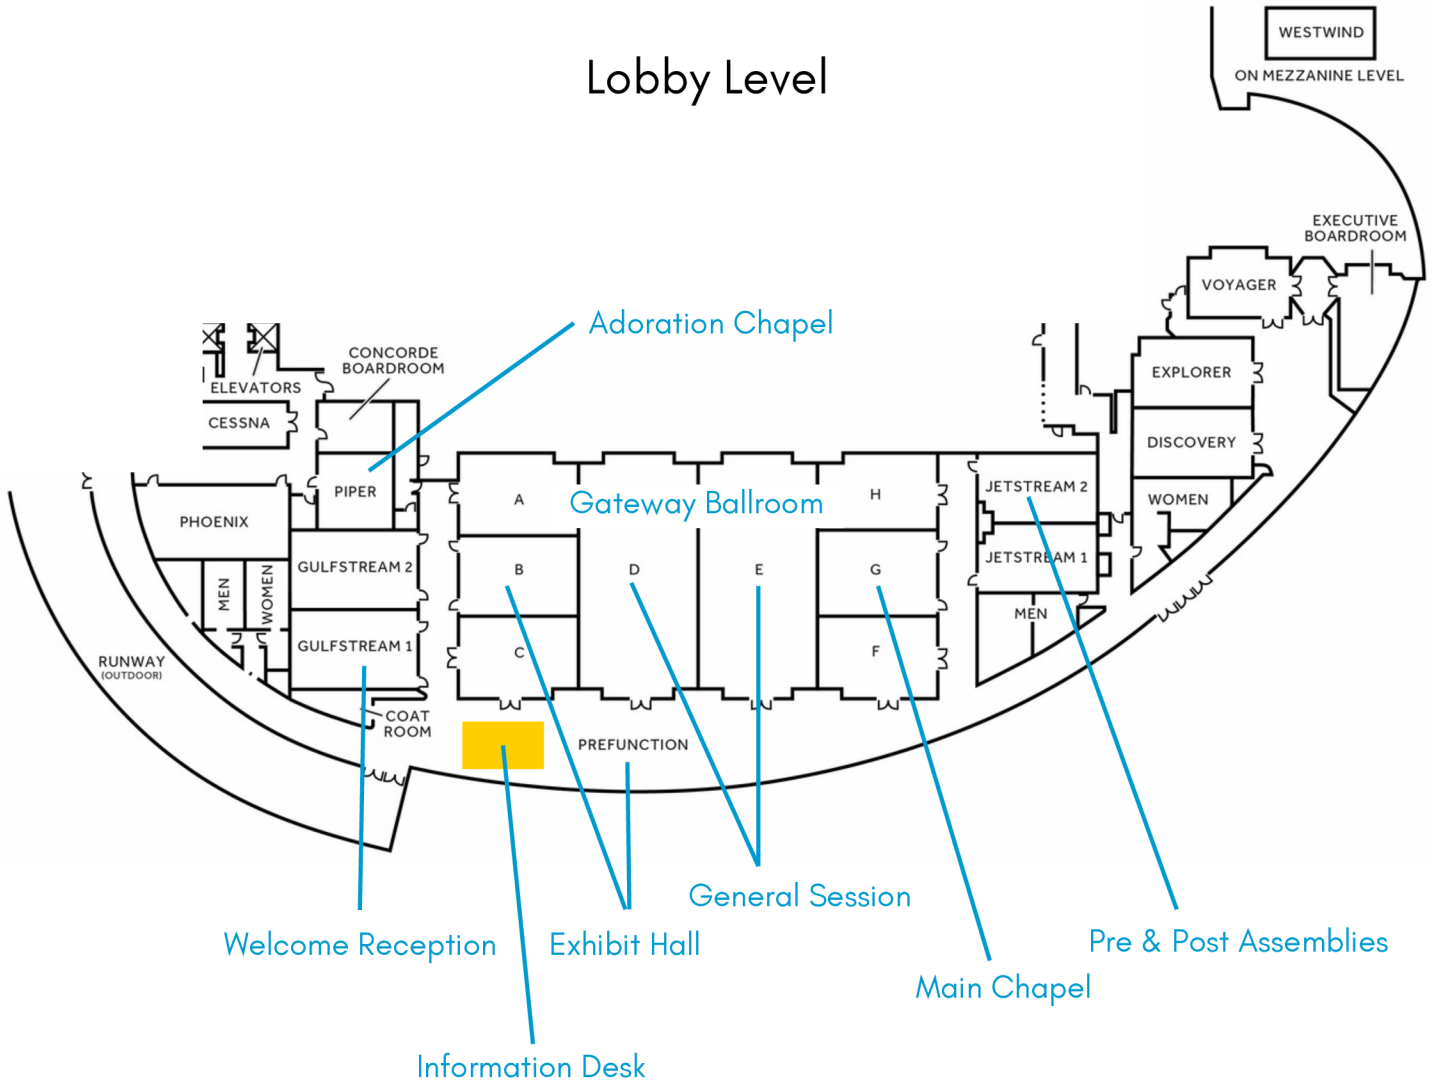 WESTWIND
Lobby Level
ON MEZZANINE LEVEL
EXECUTIVE
BOARDROOM
VOYAGER
Adoration Chapel
CONCORDE
BOARDROOM
EXPLORER
ELEVATORS
CESSNA
DISCOVERY
PIPER
JETSTREAM 2
A
Gateway Ballroom
H
WOMEN
PHOENIX
GULFSTREAM 2
B
D
E
G
JETSTREAM 1
MEN
WOMEN
MEN
GULFSTREAM 1
C
F
RUNWAY
(OUTDOOR)
COAT
ROOM
PREFUNCTION
General Session
Welcome Reception
Exhibit Hall
Pre & Post Assemblies
Main Chapel
Information Desk